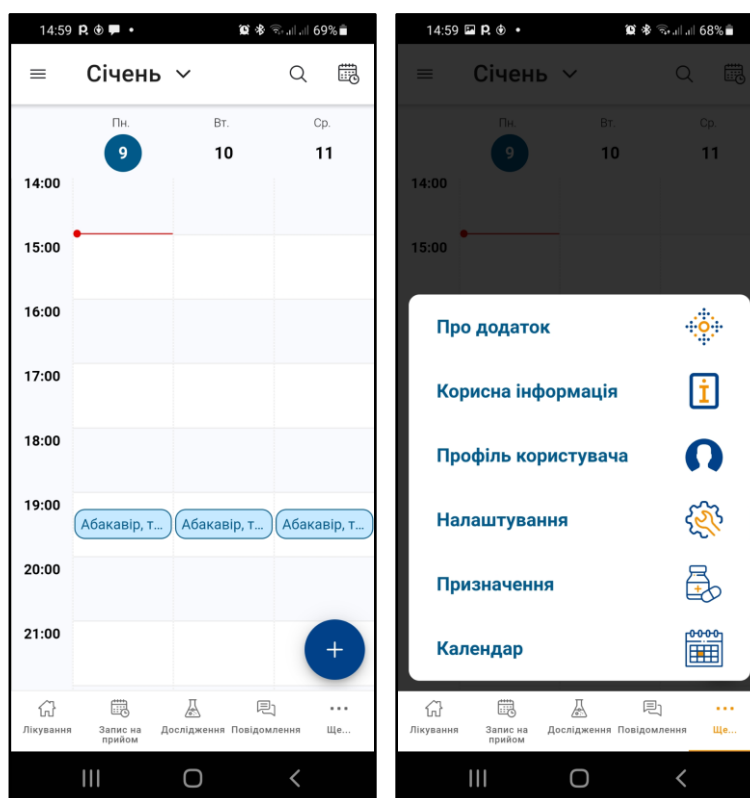 14:59 69%
Січень
Пн. Вт. Ср.
9 10 11
14:00
15:00
16:00
17:00
18:00
19:00
Абакавір, т... Абакавір, т... Абакавір, т...
20:00
21:00
+
Лікування Запис на прийом Дослідження Повідомлення Ще...
14:59 68%
Січень
Пн. Вт. Ср.
9 10 11
14:00
15:00
Про додаток
Корисна інформація
Профіль користувача
Налаштування
Призначення
Календар
Лікування Запис на прийом Дослідження Повідомлення Ще...